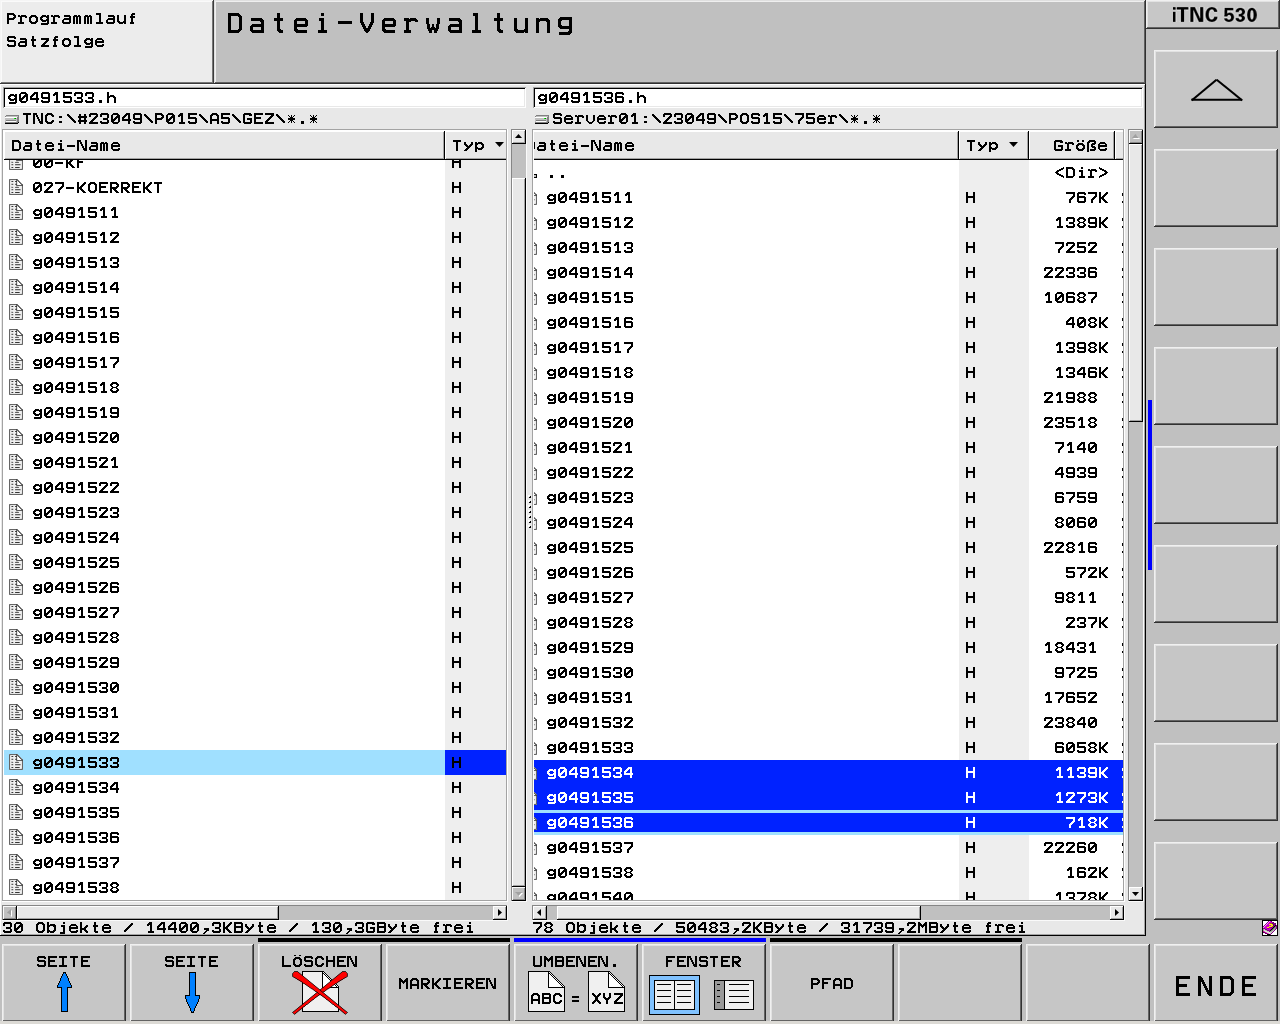 Programmlauf
Satzfolge
Datei-Verwaltung
iTNC 530
g0491533.h
TNC:\#23049\P015\A5\GEZ\*.*
Datei-Name Typ
00-KF H
027-KOERREKT H
g0491511 H
g0491512 H
g0491513 H
g0491514 H
g0491515 H
g0491516 H
g0491517 H
g0491518 H
g0491519 H
g0491520 H
g0491521 H
g0491522 H
g0491523 H
g0491524 H
g0491525 H
g0491526 H
g0491527 H
g0491528 H
g0491529 H
g0491530 H
g0491531 H
g0491532 H
g0491533 H
g0491534 H
g0491535 H
g0491536 H
g0491537 H
g0491538 H
30 Objekte / 14400,3KByte / 130,3GByte frei
g0491536.h
Server01:\23049\POS15\75er\*.*
atei-Name Typ Größe
.. <Dir>
g0491511 H 767K
g0491512 H 1389K
g0491513 H 7252
g0491514 H 22336
g0491515 H 10687
g0491516 H 408K
g0491517 H 1398K
g0491518 H 1346K
g0491519 H 21988
g0491520 H 23518
g0491521 H 7140
g0491522 H 4939
g0491523 H 6759
g0491524 H 8060
g0491525 H 22816
g0491526 H 572K
g0491527 H 9811
g0491528 H 237K
g0491529 H 18431
g0491530 H 9725
g0491531 H 17652
g0491532 H 23840
g0491533 H 6058K
g0491534 H 1139K
g0491535 H 1273K
g0491536 H 718K
g0491537 H 22260
g0491538 H 162K
g0491540 H 1378K
78 Objekte / 50483,2KByte / 31739,2MByte frei
SEITE
SEITE
LÖSCHEN
MARKIEREN
UMBENEN.
ABC = XYZ
FENSTER
PFAD
ENDE